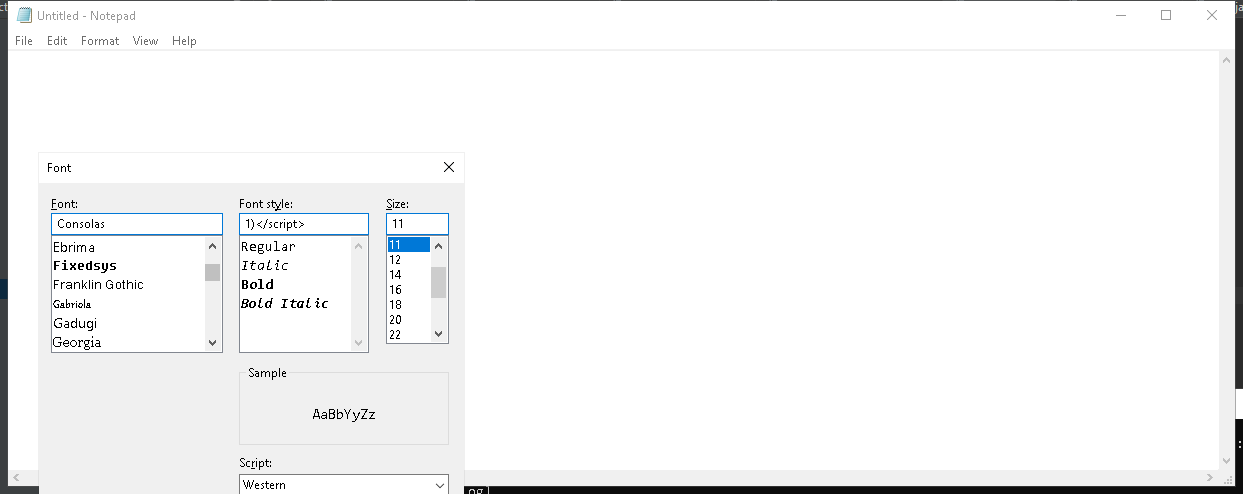 Untitled - Notepad
File Edit Format View Help
Font
Font: Font style: Size:
Consolas 1)</script> 11
Ebrima
Fixedsys
Franklin Gothic
Gabriola
Gadugi
Georgia
Regular
Italic
Bold
Bold Italic
11
12
14
16
18
20
22
Sample
AaBbYyZz
Script:
Western